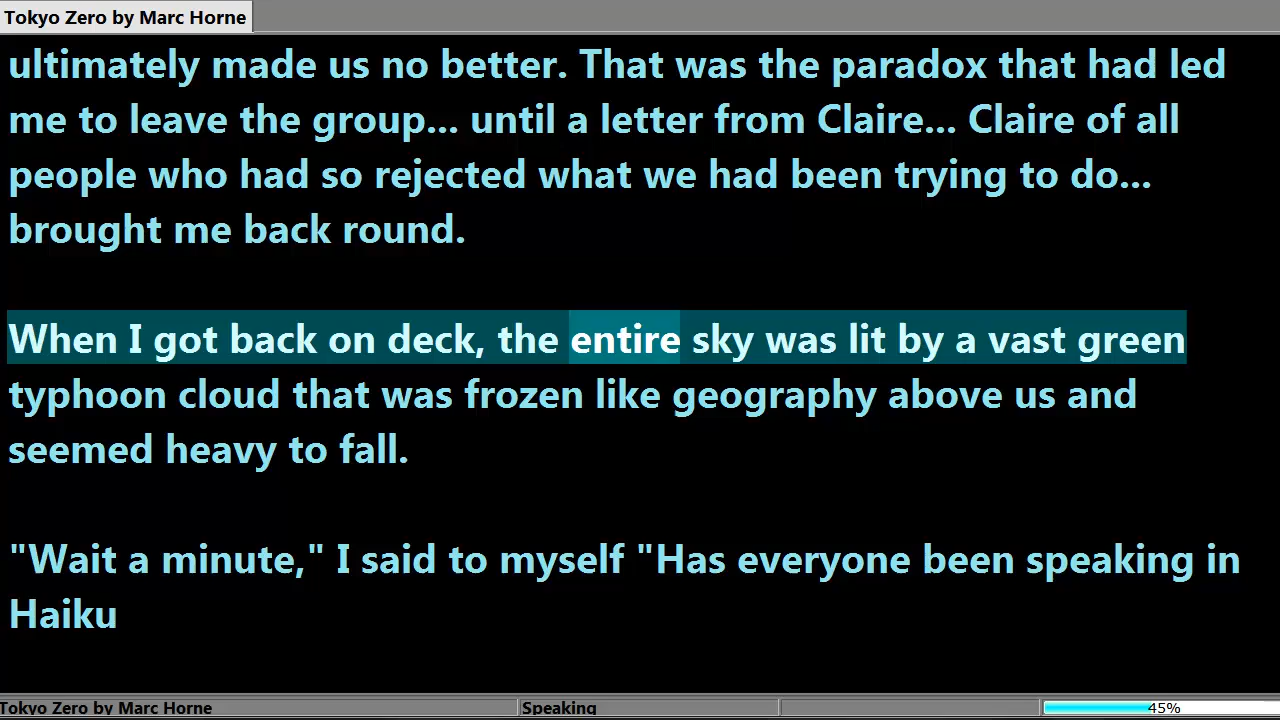 Tokyo Zero by Marc Horne
ultimately made us no better. That was the paradox that had led
me to leave the group... until a letter from Claire... Claire of all
people who had so rejected what we had been trying to do...
brought me back round.
When I got back on deck, the entire sky was lit by a vast green
typhoon cloud that was frozen like geography above us and
seemed heavy to fall.
"Wait a minute," I said to myself "Has everyone been speaking in
Haiku
Tokyo Zero by Marc Horne
Speaking
45%